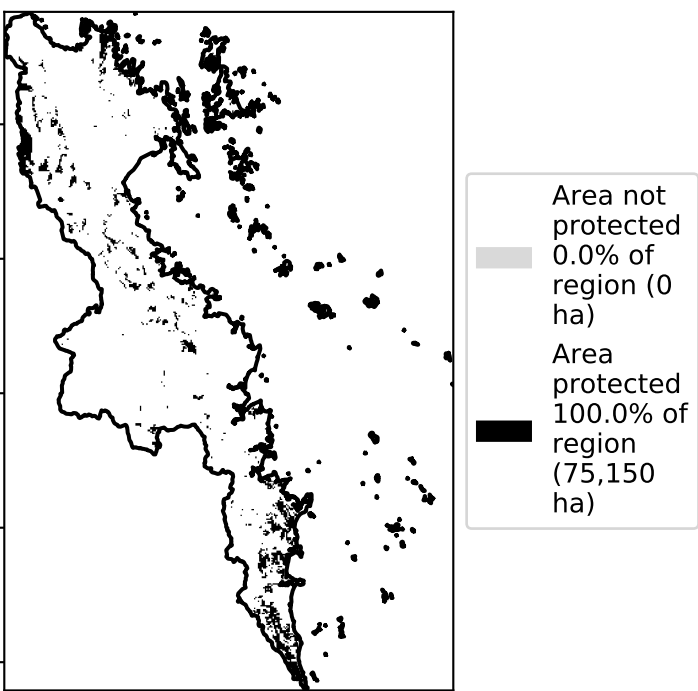 Area not
protected
0.0% of
region (0
ha)
Area
protected
100.0% of
region
(75,150
ha)